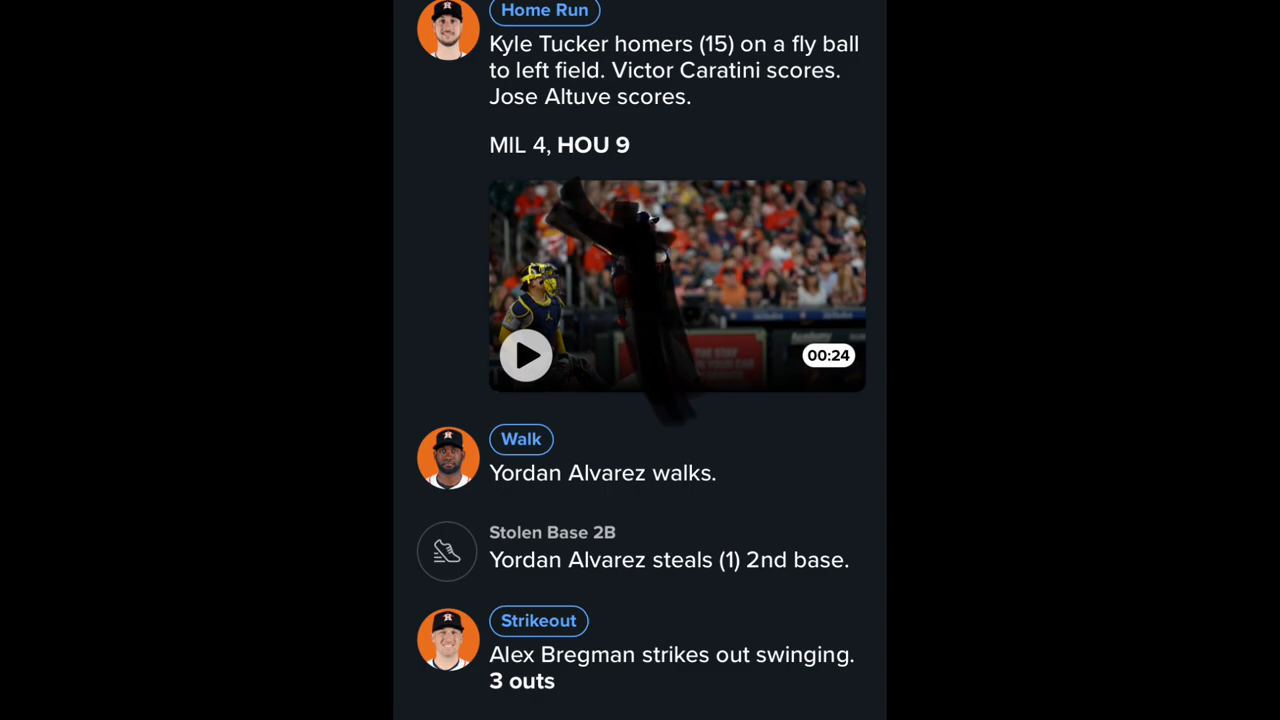 Home Run
Kyle Tucker homers (15) on a fly ball
to left field. Victor Caratini scores.
Jose Altuve scores.
MIL 4, HOU 9
THE STAY
00:24
Walk
Yordan Alvarez walks.
Stolen Base 2B
Yordan Alvarez steals (1) 2nd base.
Strikeout
Alex Bregman strikes out swinging.
3 outs